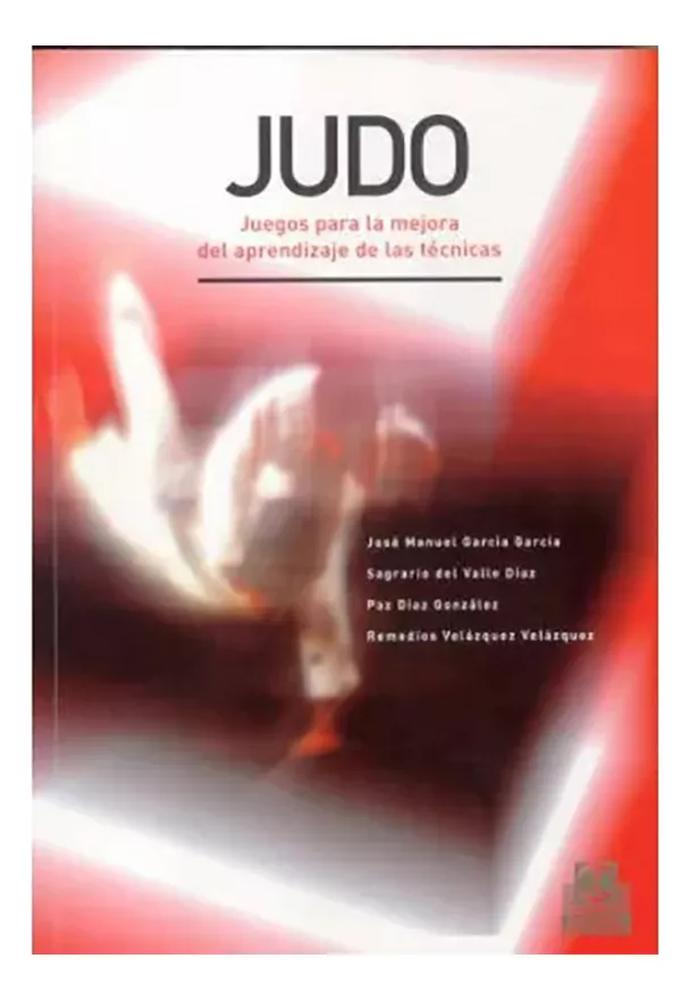 JUDO
Juegos para la mejora
del aprendizaje de las técnicas
José Manuel García García
Sagrario del Valle Díaz
Paz Díaz González
Remedios Velázquez Velázquez